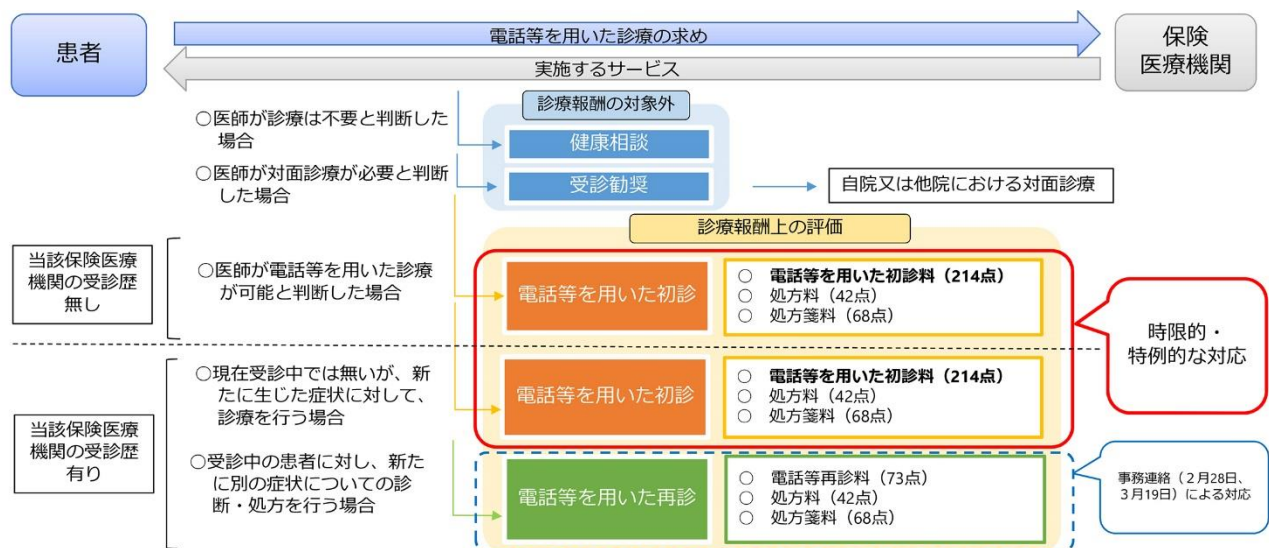 患者
電話等を用いた診療の求め
実施するサービス
保険
医療機関
診療報酬の対象外
○医師が診療は不要と判断した
場合
健康相談
○医師が対面診療が必要と判断
した場合
受診勧奨
自院又は他院における対面診療
診療報酬上の評価
当該保険医療
機関の受診歴
無し
○医師が電話等を用いた診療
が可能と判断した場合
電話等を用いた初診
○ 電話等を用いた初診料（214点）
○ 処方料（42点）
○ 処方箋料（68点）
時限的・
特例的な対応
当該保険医療
機関の受診歴
有り
○現在受診中では無いが、新
たに生じた症状に対して、
診療を行う場合
電話等を用いた初診
○ 電話等を用いた初診料（214点）
○ 処方料（42点）
○ 処方箋料（68点）
○受診中の患者に対し、新た
に別の症状についての診
断・処方を行う場合
電話等を用いた再診
○ 電話等再診料（73点）
○ 処方料（42点）
○ 処方箋料（68点）
事務連絡（２月28日、
３月19日）による対応